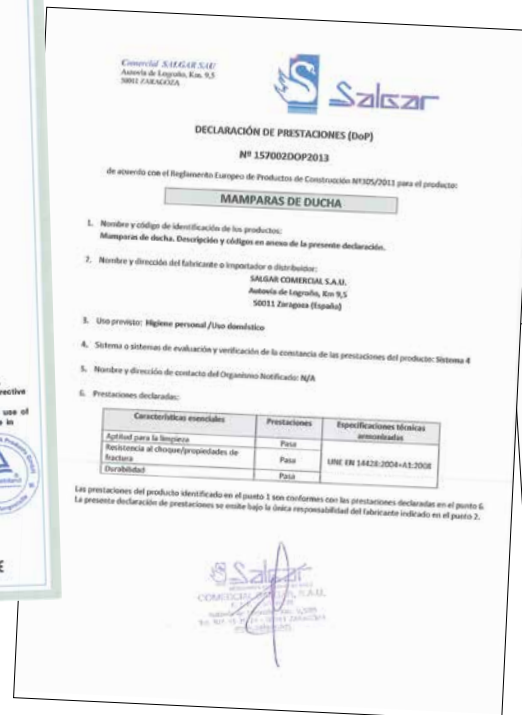 Comercial SALGAR SAU
Autovía de Logroño, Km. 9,5
50011 ZARAGOZA
Salgar
DECLARACIÓN DE PRESTACIONES (DoP)
Nº 157002DOP2013
de acuerdo con el Reglamento Europeo de Productos de Construcción Nº305/2011 para el producto:
MAMPARAS DE DUCHA
1. Nombre y código de identificación de los productos:
Mamparas de ducha. Descripción y códigos en anexo de la presente declaración.
2. Nombre y dirección del fabricante o importador o distribuidor:
SALGAR COMERCIAL S.A.U.
Autovía de Logroño, Km 9,5
50011 Zaragoza (España)
3. Uso previsto: Higiene personal /Uso doméstico
4. Sistema o sistemas de evaluación y verificación de la constancia de las prestaciones del producto: Sistema 4
5. Nombre y dirección de contacto del Organismo Notificado: N/A
6. Prestaciones declaradas:
Características esenciales Prestaciones Especificaciones técnicas
armonizadas
Aptitud para la limpieza Pasa
Resistencia al choque/propiedades de
fractura Pasa UNE EN 14428:2004+A1:2008
Durabilidad Pasa
Las prestaciones del producto identificado en el punto 1 son conformes con las prestaciones declaradas en el punto 6.
La presente declaración de prestaciones se emite bajo la única responsabilidad del fabricante indicado en el punto 2.
Salgar
COMERCIAL SALGAR, S.A.U.
rective
use of
in